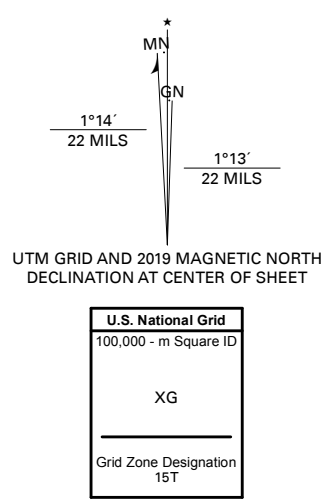 ★
MN
GN
1°14´
22 MILS
1°13´
22 MILS
UTM GRID AND 2019 MAGNETIC NORTH
DECLINATION AT CENTER OF SHEET
U.S. National Grid
100,000 - m Square ID
XG
Grid Zone Designation
15T